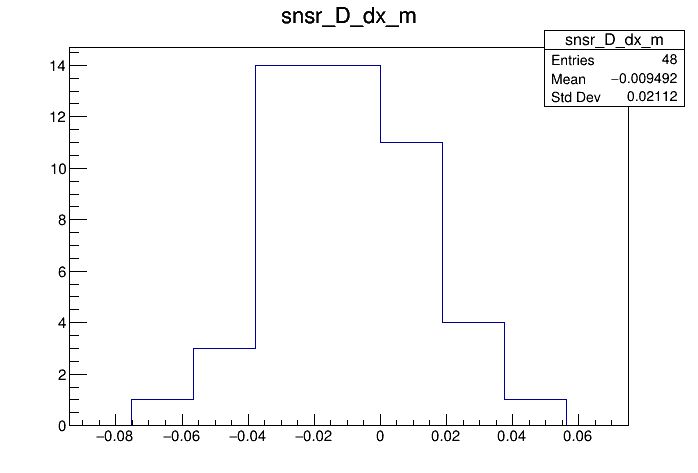 snsr_D_dx_m
snsr_D_dx_m
Entries 48
Mean −0.009492
Std Dev 0.02112
14
12
10
8
6
4
2
0
−0.08 −0.06 −0.04 −0.02 0 0.02 0.04 0.06